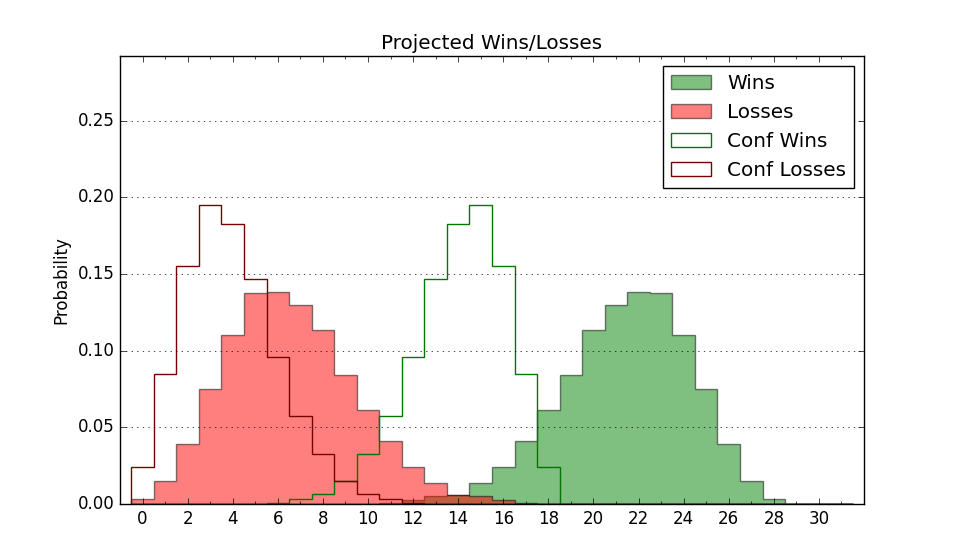 Projected Wins/Losses
Wins
Losses
Conf Wins
Conf Losses
Probability
0.25
0.20
0.15
0.10
0.05
0.00
0 2 4 6 8 10 12 14 16 18 20 22 24 26 28 30